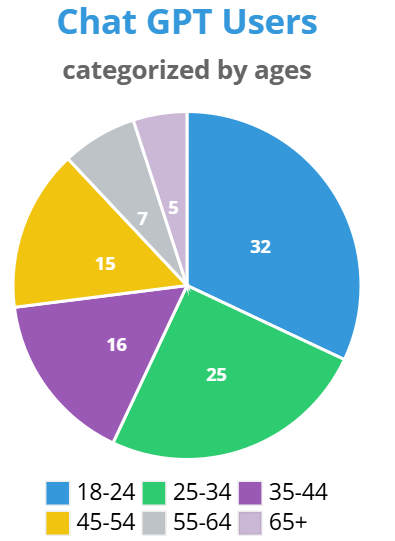 Chat GPT Users
categorized by ages
5
7
32
15
16
25
18-24 25-34 35-44
45-54 55-64 65+